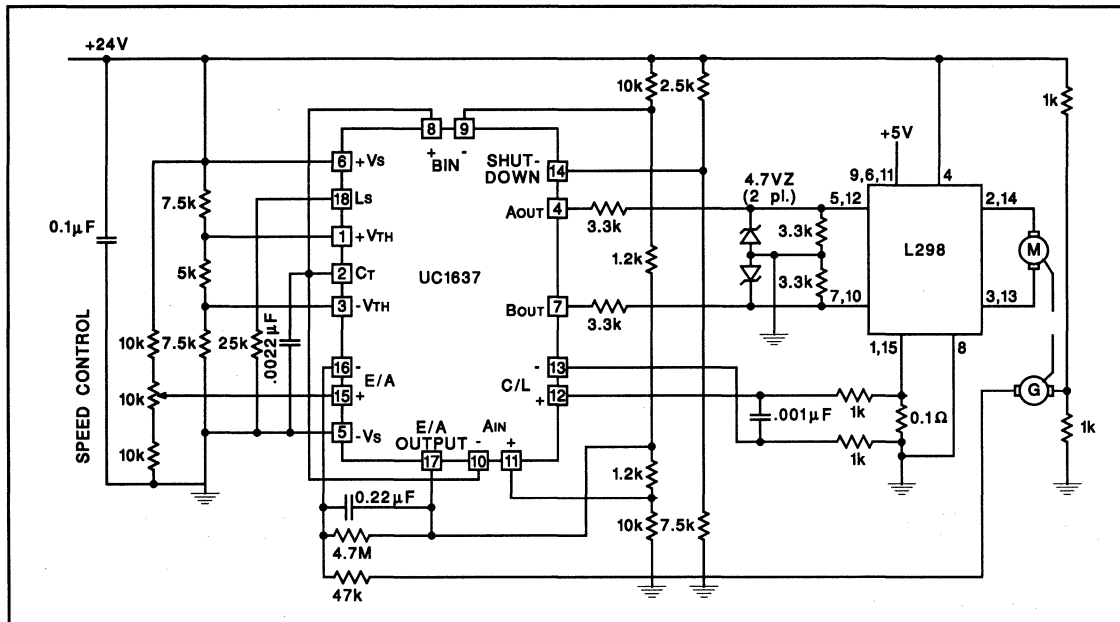 +24V
10k
2.5k
1k
8
9
+
BIN
-
+5V
6
+VS
SHUT-
DOWN
14
9,6,11
4
4.7VZ
(2 pl.)
5,12
2,14
7.5k
18
LS
AOUT
4
3.3k
3.3k
0.1µF
1
+VTH
5k
2
CT
UC1637
1.2k
L298
M
3
-VTH
BOUT
7
3.3k
3.3k
7,10
3,13
SPEED CONTROL
10k
7.5k
25k
.0022µF
1,15
8
16
-
13
-
E/A
C/L
10k
15
+
12
+
1k
G
.001µF
0.1Ω
10k
5
-VS
E/A
OUTPUT
AIN
-
+
1k
1k
17
10
11
1.2k
0.22µF
10k
7.5k
4.7M
47k